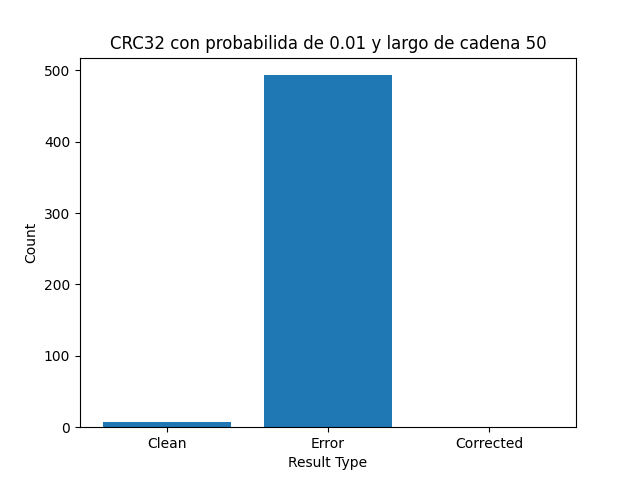 CRC32 con probabilida de 0.01 y largo de cadena 50
500
400
300
200
100
0
Count
Clean Error Corrected
Result Type